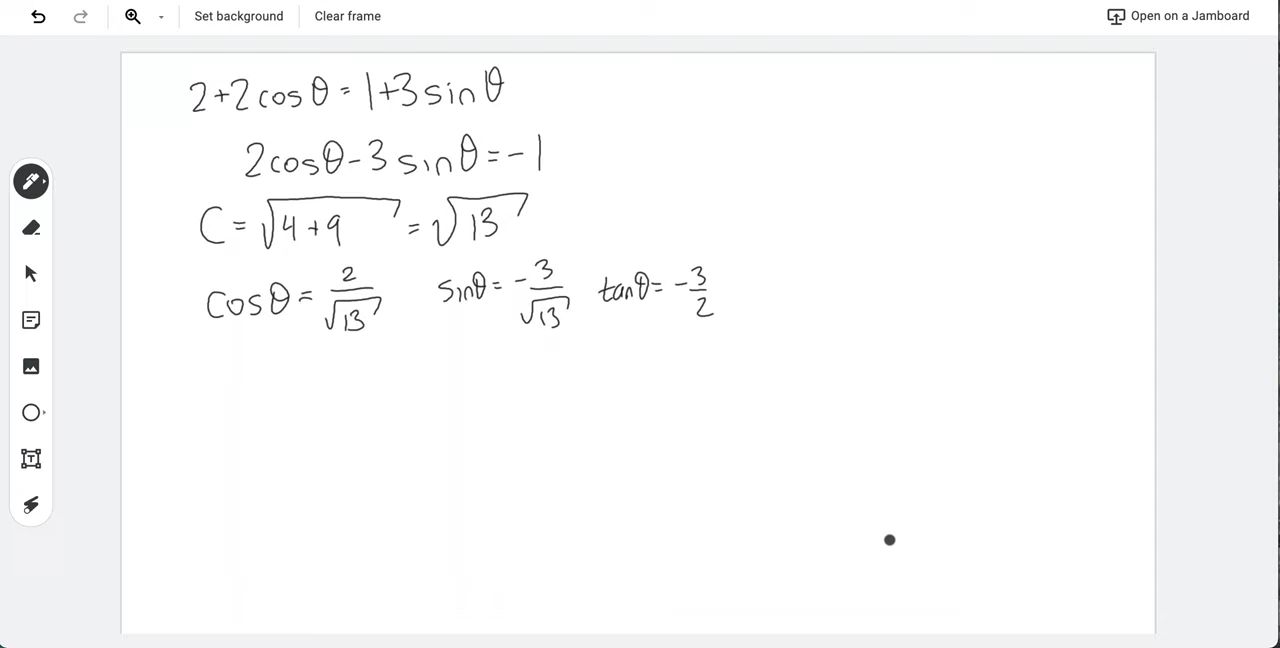 Set background Clear frame Open on a Jamboard
2+2cosθ=1+3sinθ
2cosθ-3sinθ=-1
C=√4+9=√13
cosθ=2/√13 sinθ=-3/√13 tanθ=-3/2